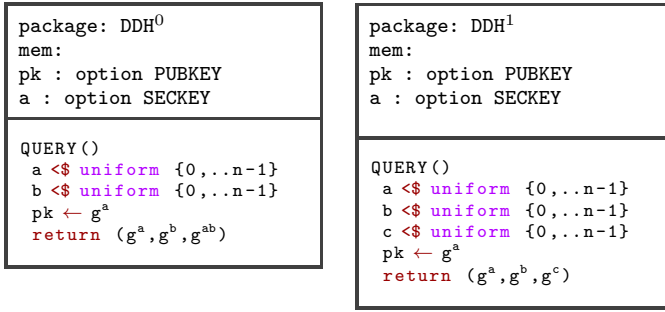 package: DDH⁰
mem:
pk : option PUBKEY
a : option SECKEY
QUERY()
a <$ uniform {0,..n-1}
b <$ uniform {0,..n-1}
pk ← gᵃ
return (gᵃ,gᵇ,gᵃᵇ)
package: DDH¹
mem:
pk : option PUBKEY
a : option SECKEY
QUERY()
a <$ uniform {0,..n-1}
b <$ uniform {0,..n-1}
c <$ uniform {0,..n-1}
pk ← gᵃ
return (gᵃ,gᵇ,gᶜ)